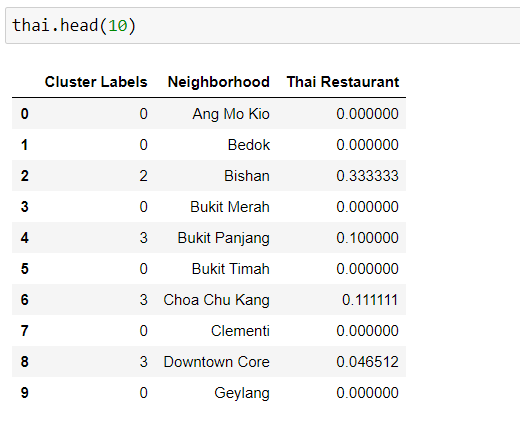 thai.head(10)
Cluster Labels Neighborhood Thai Restaurant
0 0 Ang Mo Kio 0.000000
1 0 Bedok 0.000000
2 2 Bishan 0.333333
3 0 Bukit Merah 0.000000
4 3 Bukit Panjang 0.100000
5 0 Bukit Timah 0.000000
6 3 Choa Chu Kang 0.111111
7 0 Clementi 0.000000
8 3 Downtown Core 0.046512
9 0 Geylang 0.000000